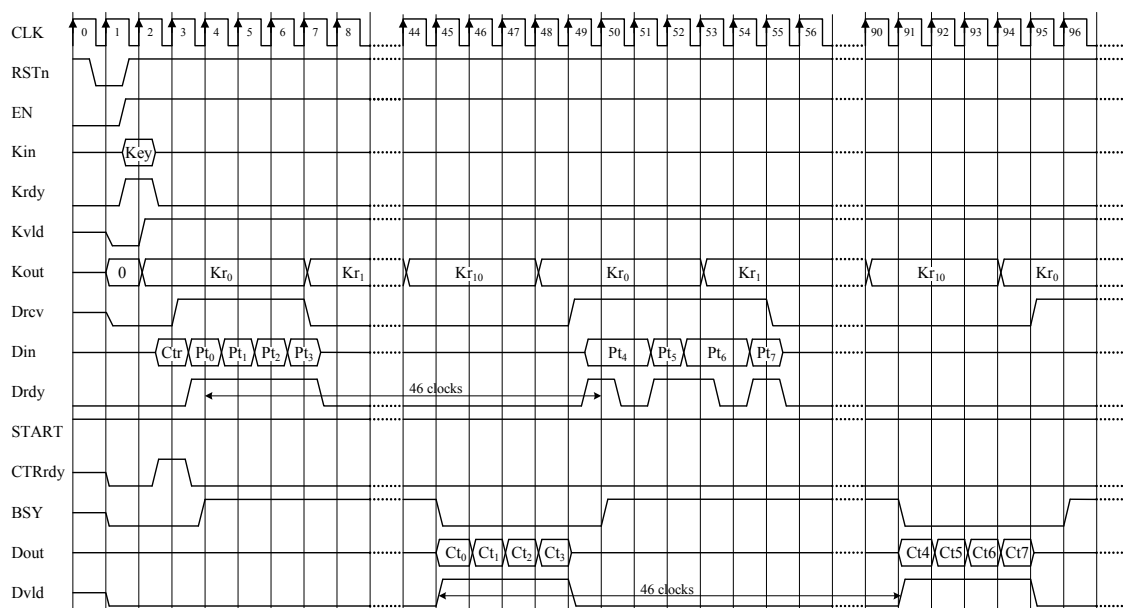 CLK 0 1 2 3 4 5 6 7 8 44 45 46 47 48 49 50 51 52 53 54 55 56 90 91 92 93 94 95 96
RSTn
EN
Kin Key
Krdy
Kvld
Kout 0 Kr0 Kr1 Kr10 Kr0 Kr1 Kr10 Kr0
Drcv
Din Ctr Pt0 Pt1 Pt2 Pt3 Pt4 Pt5 Pt6 Pt7
Drdy 46 clocks
START
CTRrdy
BSY
Dout Ct0 Ct1 Ct2 Ct3 Ct4 Ct5 Ct6 Ct7
Dvld 46 clocks